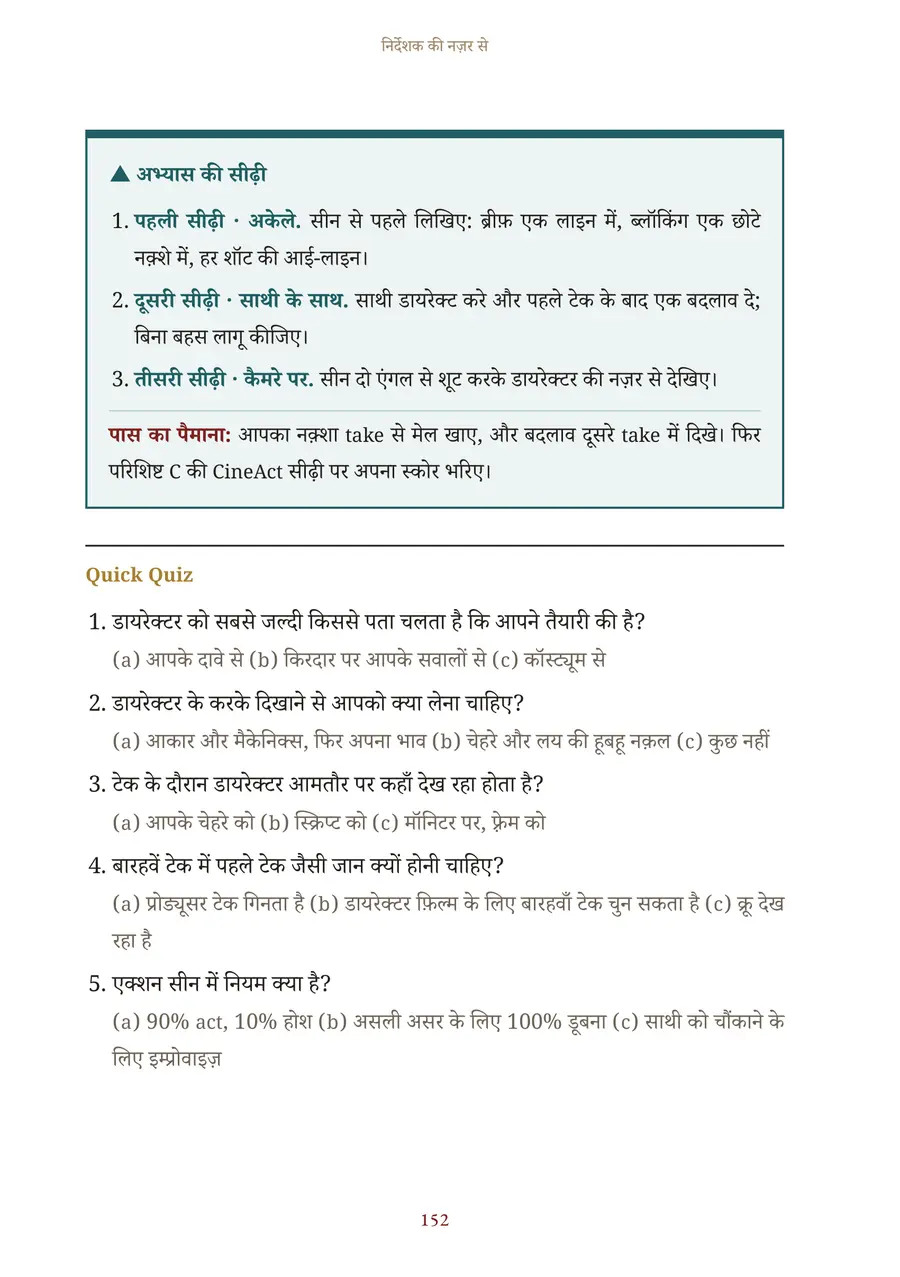 निर्देशक की नज़र से
▲ अभ्यास की सीढ़ी
1. पहली सीढ़ी · अकेले. सीन से पहले लिखिए: ब्रीफ़ एक लाइन में, ब्लॉकिंग एक छोटे
नक़्शे में, हर शॉट की आई-लाइन।
2. दूसरी सीढ़ी · साथी के साथ. साथी डायरेक्ट करे और पहले टेक के बाद एक बदलाव दे;
बिना बहस लागू कीजिए।
3. तीसरी सीढ़ी · कैमरे पर. सीन दो एंगल से शूट करके डायरेक्टर की नज़र से देखिए।
पास का पैमाना: आपका नक़्शा take से मेल खाए, और बदलाव दूसरे take में दिखे। फिर
परिशिष्ट C की CineAct सीढ़ी पर अपना स्कोर भरिए।
Quick Quiz
1. डायरेक्टर को सबसे जल्दी किससे पता चलता है कि आपने तैयारी की है?
(a) आपके दावे से (b) किरदार पर आपके सवालों से (c) कॉस्ट्यूम से
2. डायरेक्टर के करके दिखाने से आपको क्या लेना चाहिए?
(a) आकार और मैकेनिक्स, फिर अपना भाव (b) चेहरे और लय की हूबहू नक़ल (c) कुछ नहीं
3. टेक के दौरान डायरेक्टर आमतौर पर कहाँ देख रहा होता है?
(a) आपके चेहरे को (b) स्क्रिप्ट को (c) मॉनिटर पर, फ़्रेम को
4. बारहवें टेक में पहले टेक जैसी जान क्यों होनी चाहिए?
(a) प्रोड्यूसर टेक गिनता है (b) डायरेक्टर फ़िल्म के लिए बारहवाँ टेक चुन सकता है (c) क्रू देख
रहा है
5. एक्शन सीन में नियम क्या है?
(a) 90% act, 10% होश (b) असली असर के लिए 100% डूबना (c) साथी को चौंकाने के
लिए इम्प्रोवाइज़
152